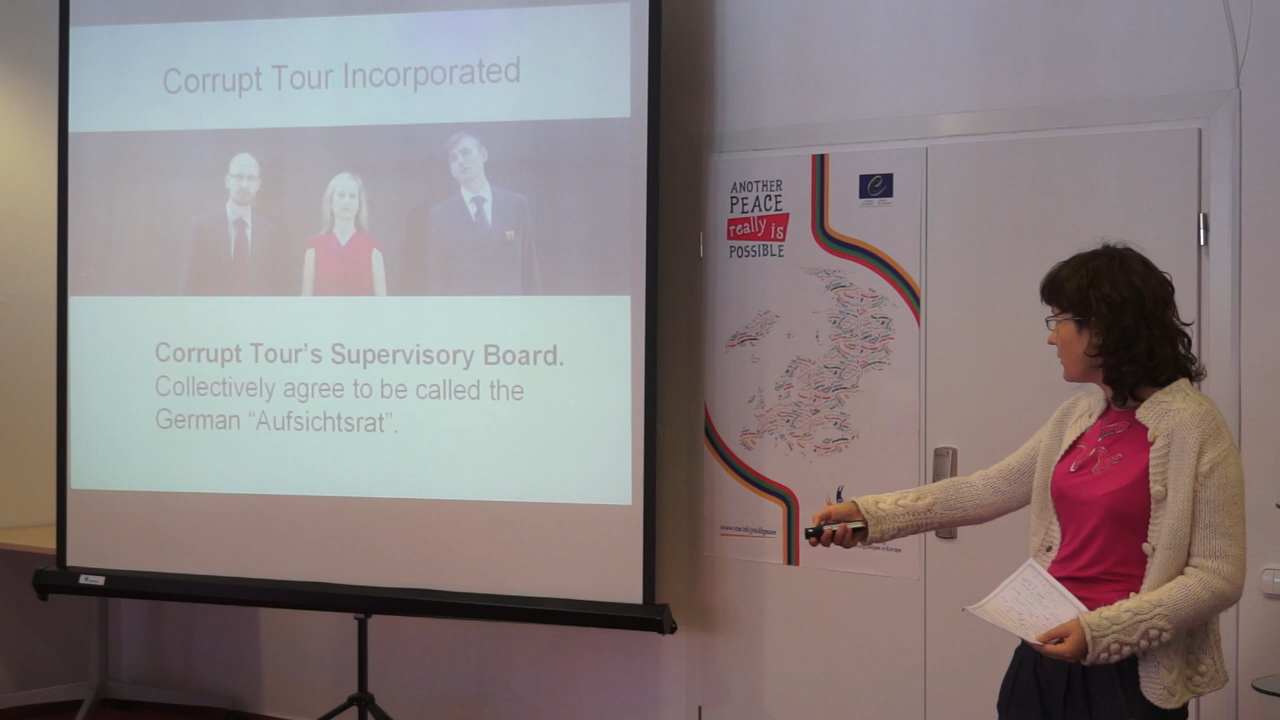 Corrupt Tour Incorporated
Corrupt Tour's Supervisory Board.
Collectively agree to be called the
German “Aufsichtsrat”.
ANOTHER
PEACE
really is
POSSIBLE